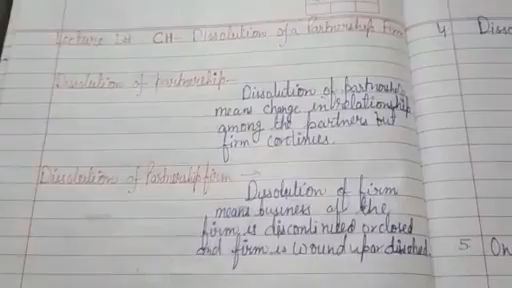 Lecture 1st CH- Dissolution of a Partnership Firm
4 Disso
Dissolution of Partnership
Dissolution of partners
means change in relationship
among the partners but
firm continues.
Dissolution of Partnership firm →
Dissolution of firm
means business of the
firm is discontinued or closed
and firm is wound up or dissolved.
5 On